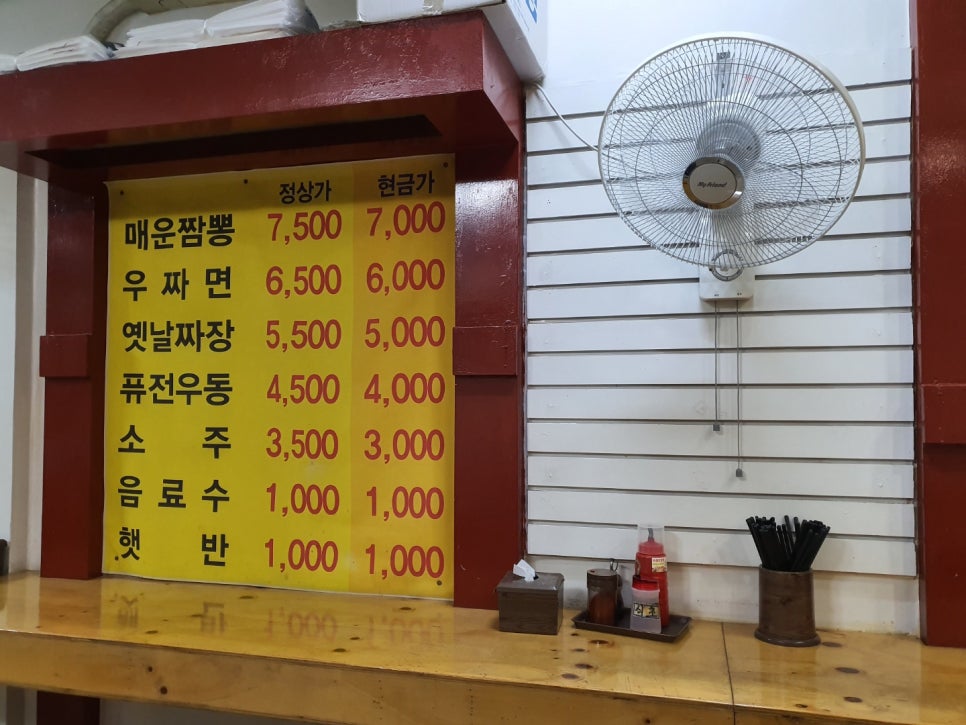 정상가 현금가
매운짬뽕 7,500 7,000
우짜면 6,500 6,000
옛날짜장 5,500 5,000
퓨전우동 4,500 4,000
소주 3,500 3,000
음료수 1,000 1,000
햇반 1,000 1,000
My Friend
식초